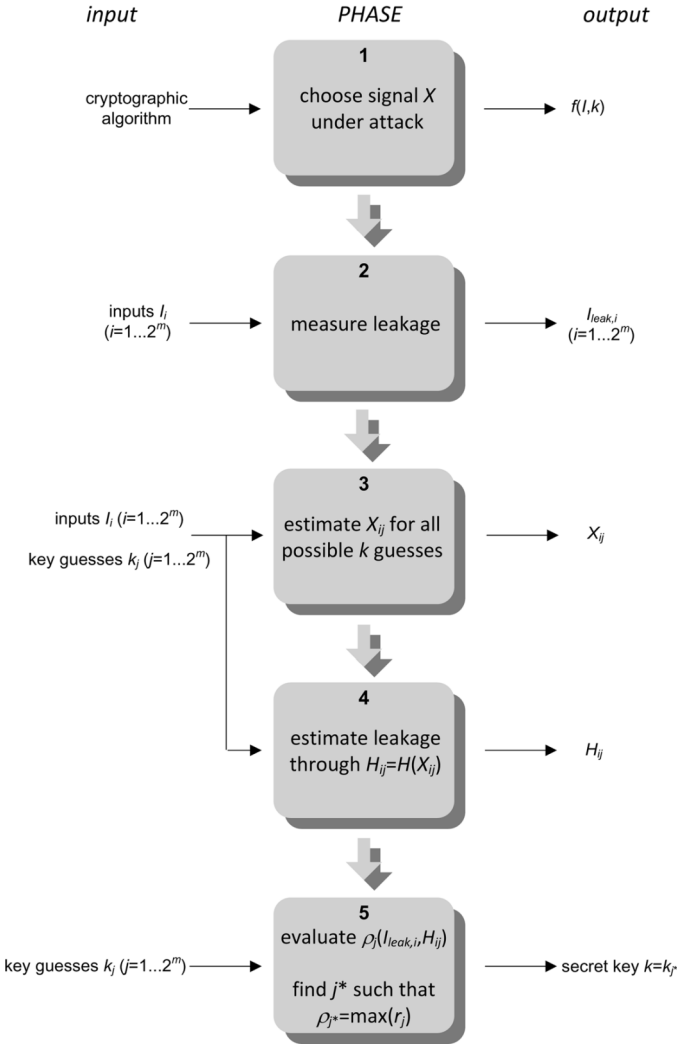 input PHASE output
1
cryptographic
algorithm
choose signal X
under attack
f(I,k)
2
inputs Iᵢ
(i=1...2ᵐ)
measure leakage
I_leak,i
(i=1...2ᵐ)
3
inputs Iᵢ (i=1...2ᵐ)
key guesses kⱼ (j=1...2ᵐ)
estimate Xᵢⱼ for all
possible k guesses
Xᵢⱼ
4
estimate leakage
through Hᵢⱼ=H(Xᵢⱼ)
Hᵢⱼ
5
key guesses kⱼ (j=1...2ᵐ)
evaluate ρⱼ(I_leak,i,Hᵢⱼ)
find j* such that
ρⱼ*=max(rⱼ)
secret key k=kⱼ*